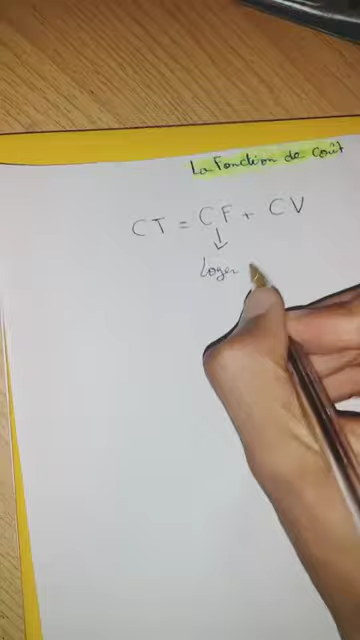 La Fonction de coût
CT = CF + CV
↓
Loyer